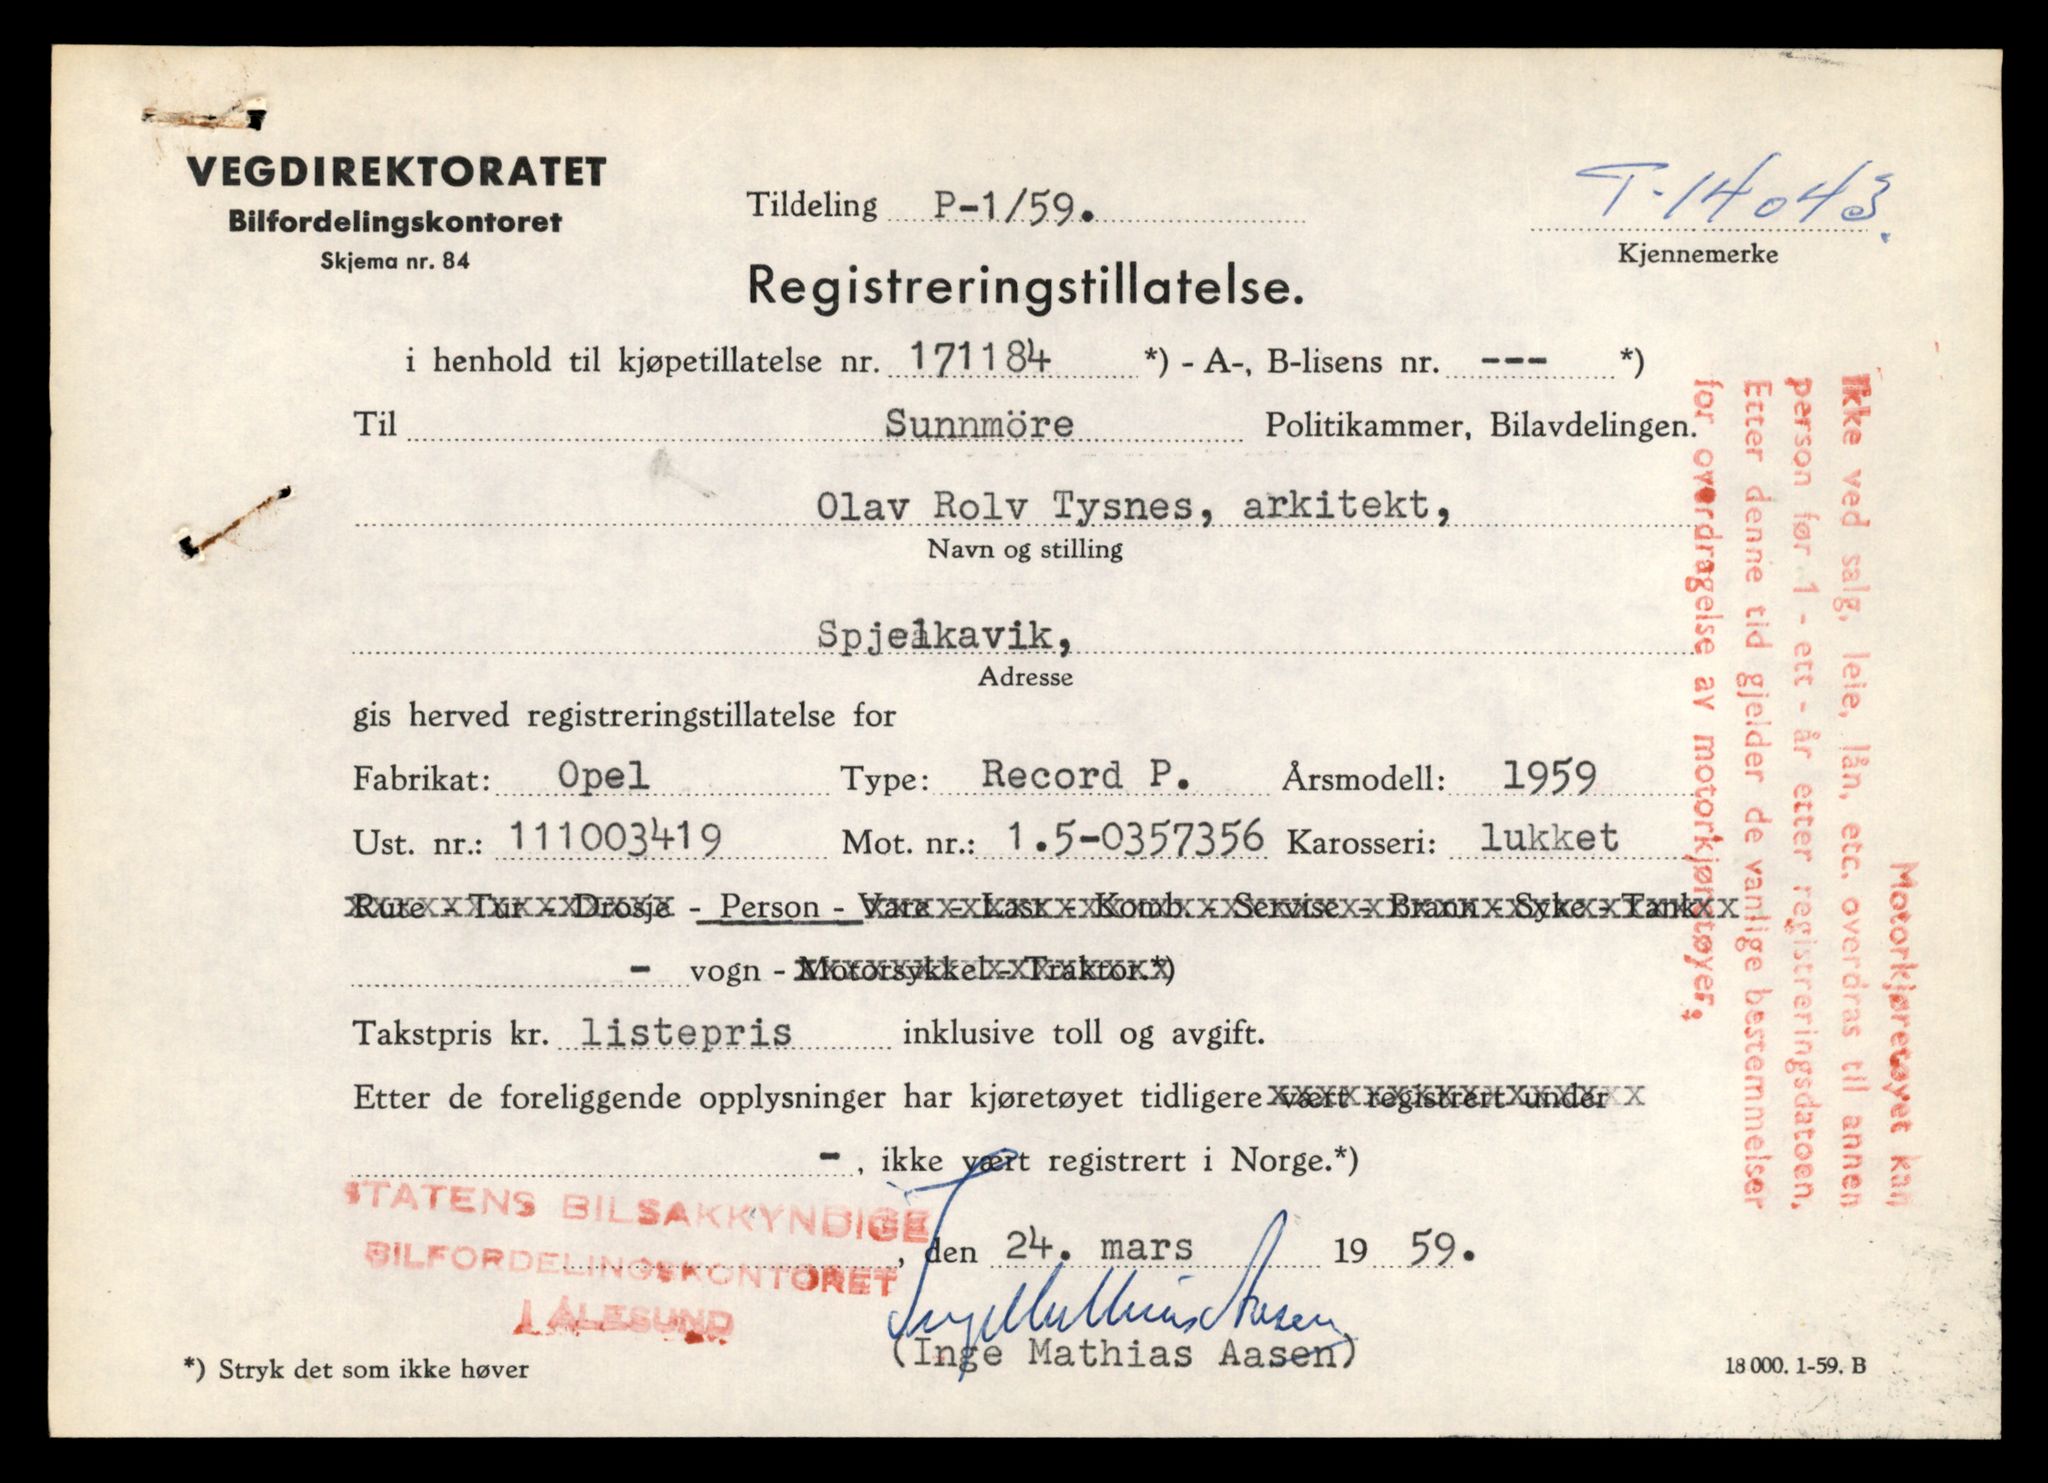 VEGDIREKTORATET
Bilfordelingskontoret
Skjema nr. 84
Tildeling P-1/59.
T-14043.
Kjennemerke
Registreringstillatelse.
i henhold til kjøpetillatelse nr. 171184 *) - A-, B-lisens nr. --- *)
Til Sunnmöre Politikammer, Bilavdelingen.
Olav Rolv Tysnes, arkitekt,
Navn og stilling
Spjelkavik,
Adresse
gis herved registreringstillatelse for
Fabrikat: Opel Type: Record P. Årsmodell: 1959
Ust. nr.: 111003419 Mot. nr.: 1.5-0357356 Karosseri: lukket
Rute - Tur - Drosje - Person - Vare - Last - Komb. - Servise - Brann - Syke - Tank
- vogn - Motorsykkel - Traktor.*)
Takstpris kr. listepris inklusive toll og avgift.
Etter de foreliggende opplysninger har kjøretøyet tidligere vært registrert under
-, ikke vært registrert i Norge.*)
STATENS BILSAKKYNDIGE
BILFORDELINGSKONTORET
I ÅLESUND
, den 24. mars 19 59.
Inge Mathias Aasen
(Inge Mathias Aasen)
*) Stryk det som ikke høver
18 000. 1-59. B
Motorkjøretøyet kan
ikke ved salg, leie, lån, etc. overdras til annen
person før 1 - ett - år etter registreringsdatoen.
Etter denne tid gjelder de vanlige bestemmelser
for overdragelse av motorkjøretøyer.